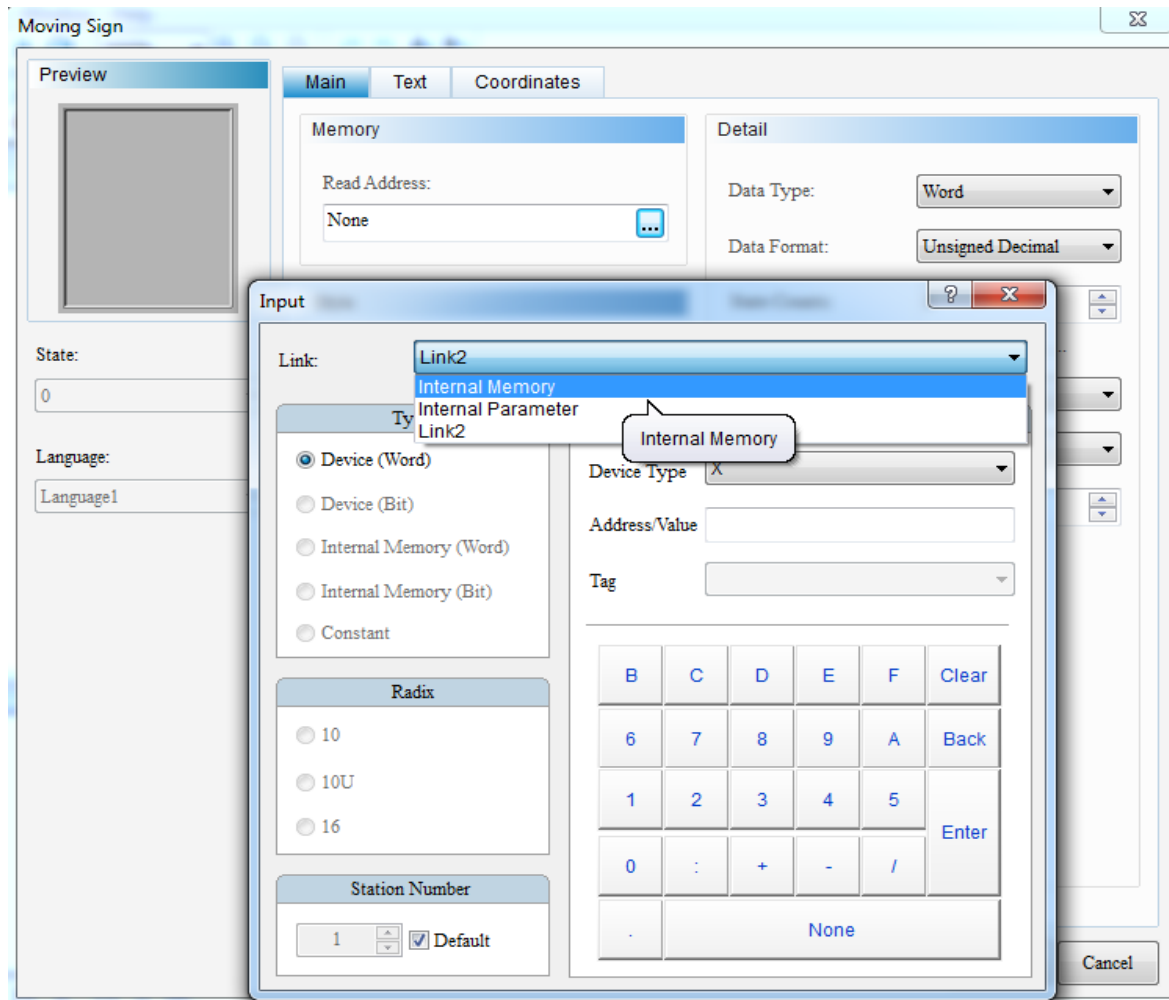 Moving Sign
Preview
Main Text Coordinates
Memory
Detail
Read Address:
None
...
Data Type: Word
Data Format: Unsigned Decimal
State:
0
Language:
Language1
Input
Link: Link2
Internal Memory
Internal Parameter
Link2
Internal Memory
Ty
Device (Word)
Device (Bit)
Internal Memory (Word)
Internal Memory (Bit)
Constant
Device Type X
Address/Value
Tag
Radix
10
10U
16
Station Number
1 Default
B C D E F Clear
6 7 8 9 A Back
1 2 3 4 5
Enter
0 : + - /
. None
Cancel